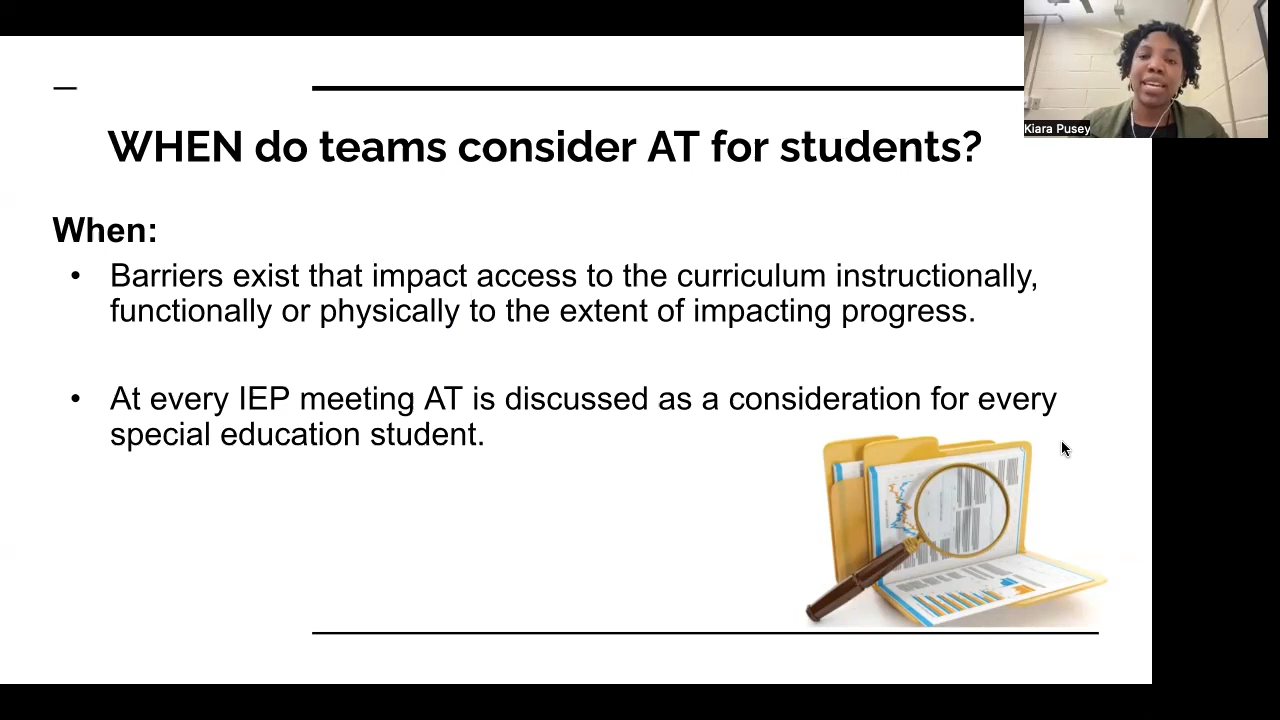 Kiara Pusey
WHEN do teams consider AT for students?
When:
• Barriers exist that impact access to the curriculum instructionally,
functionally or physically to the extent of impacting progress.
• At every IEP meeting AT is discussed as a consideration for every
special education student.